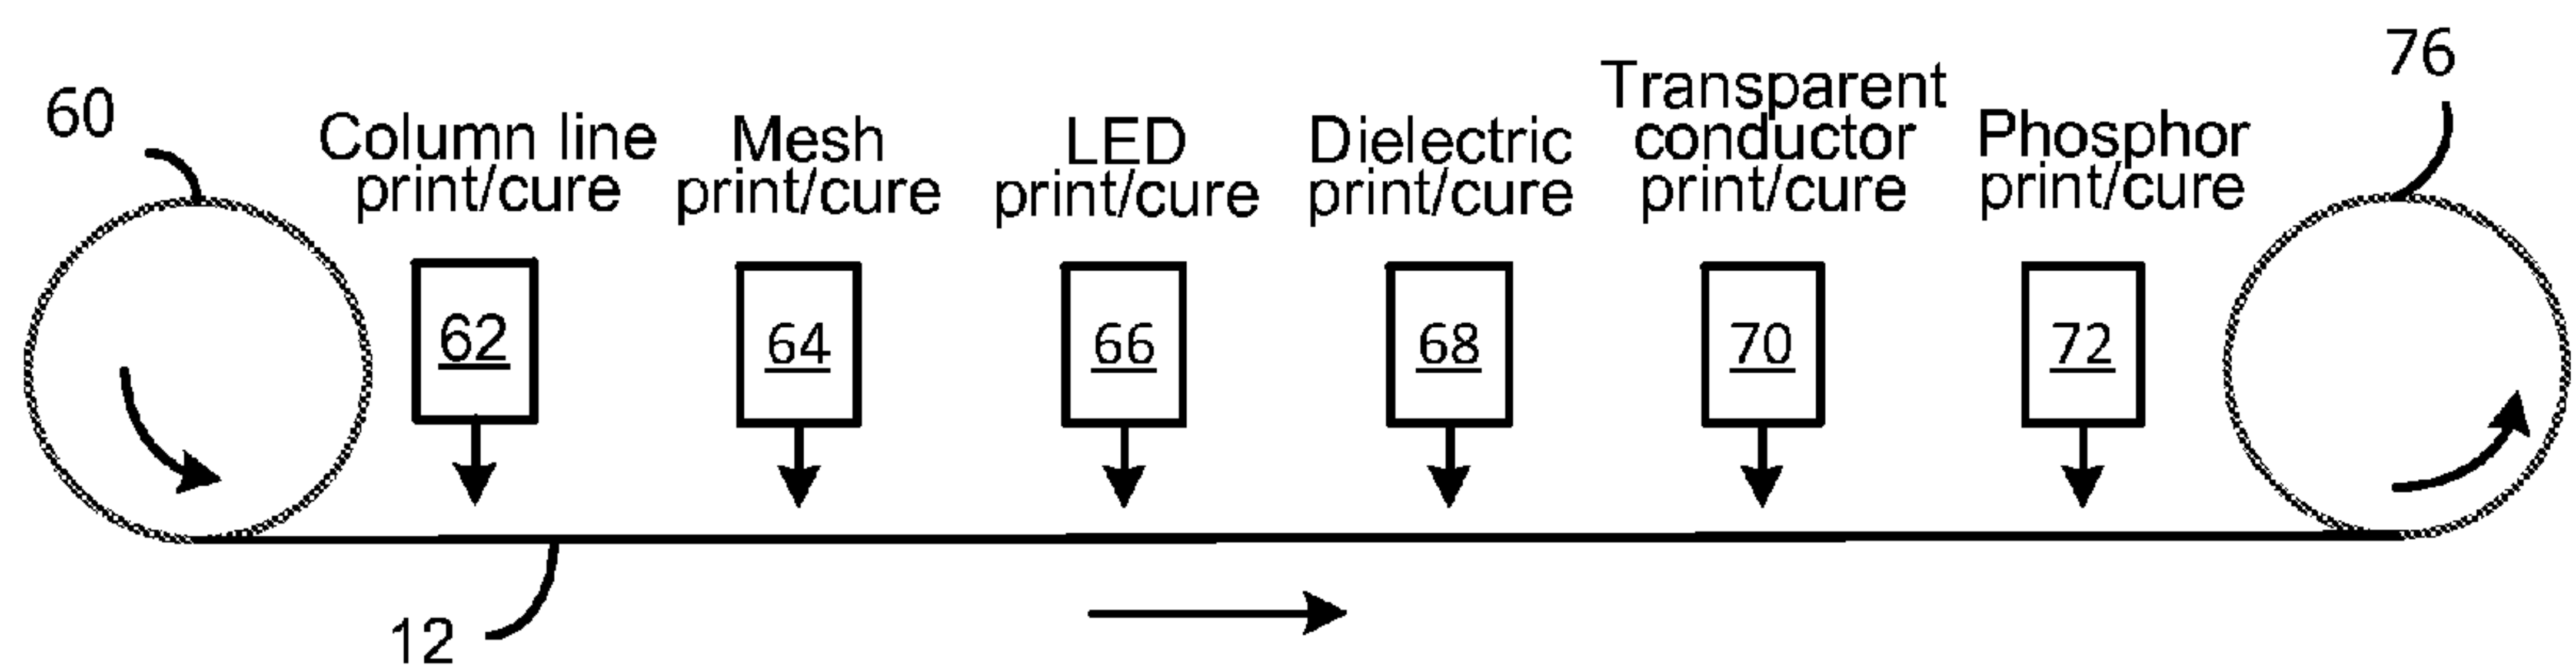 60
Column line
print/cure
Mesh
print/cure
LED
print/cure
Dielectric
print/cure
Transparent
conductor
print/cure
Phosphor
print/cure
76
62
64
66
68
70
72
12